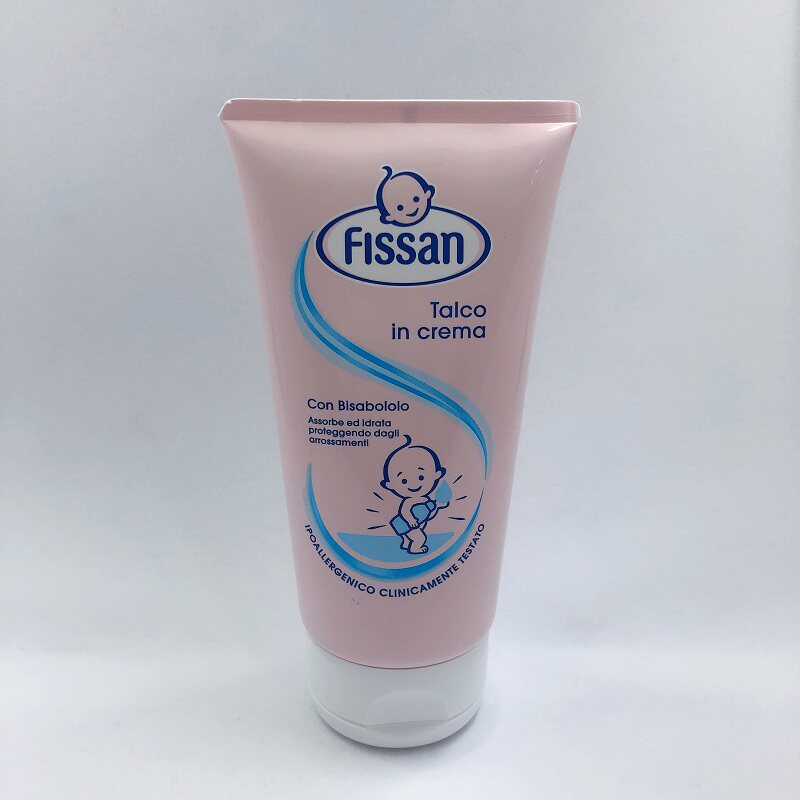 Fissan
Talco
in crema
Con Bisabololo
Assorbe ed idrata
proteggendo dagli
arrossamenti
IPOALLERGENICO CLINICAMENTE TESTATO